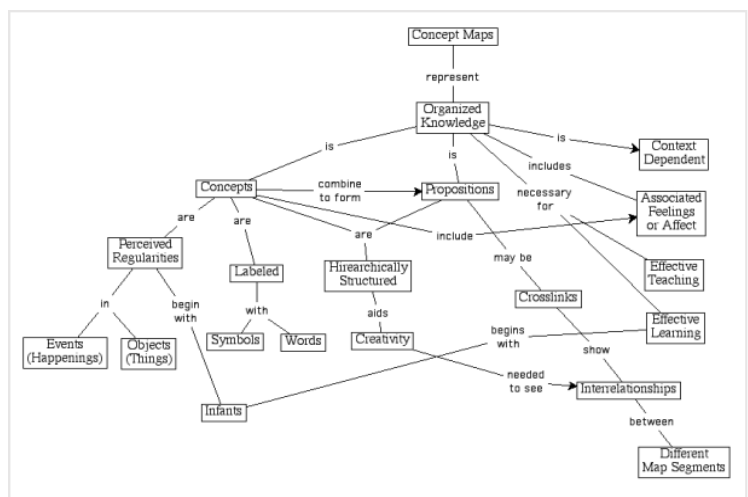 Concept Maps
represent
Organized
Knowledge
is
is
is
includes
necessary
for
Context
Dependent
Concepts
combine
to form
Propositions
Associated
Feelings
or Affect
are
are
are
include
Perceived
Regularities
Labeled
Hirearchically
Structured
may be
Effective
Teaching
in
begin
with
with
aids
Crosslinks
Events
(Happenings)
Objects
(Things)
Symbols
Words
Creativity
begins
with
Effective
Learning
show
needed
to see
Interrelationships
Infants
between
Different
Map Segments